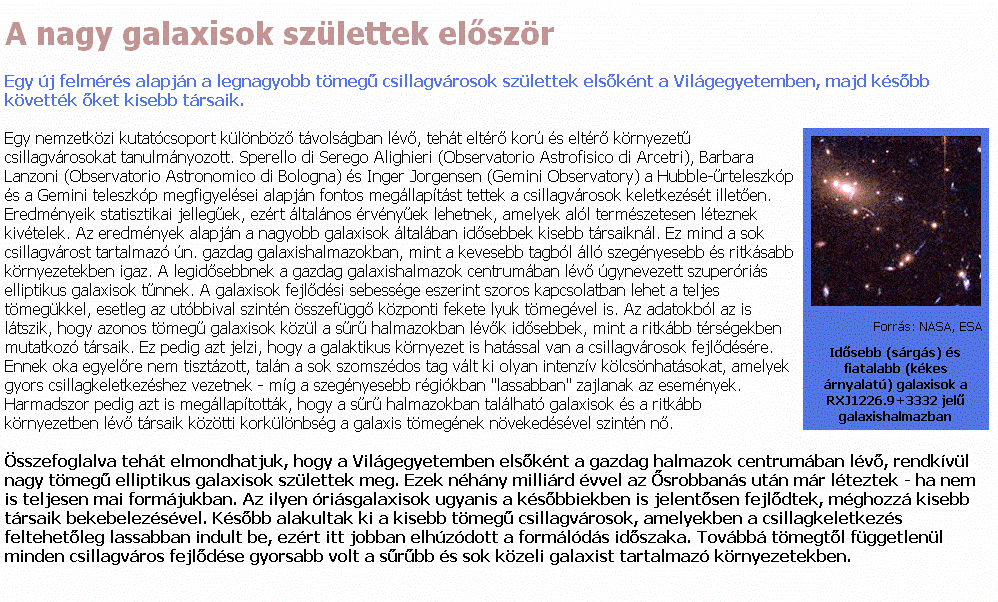 A nagy galaxisok születtek először
Egy új felmérés alapján a legnagyobb tömegű csillagvárosok születtek elsőként a Világegyetemben, majd később
követték őket kisebb társaik.
Egy nemzetközi kutatócsoport különböző távolságban lévő, tehát eltérő korú és eltérő környezetű
csillagvárosokat tanulmányozott. Sperello di Serego Alighieri (Observatorio Astrofisico di Arcetri), Barbara
Lanzoni (Observatorio Astronomico di Bologna) és Inger Jorgensen (Gemini Observatory) a Hubble-űrteleszkóp
és a Gemini teleszkóp megfigyelései alapján fontos megállapítást tettek a csillagvárosok keletkezését illetően.
Eredményeik statisztikai jellegűek, ezért általános érvényűek lehetnek, amelyek alól természetesen léteznek
kivételek. Az eredmények alapján a nagyobb galaxisok általában idősebbek kisebb társaiknál. Ez mind a sok
csillagvárost tartalmazó ún. gazdag galaxishalmazokban, mint a kevesebb tagból álló szegényesebb és ritkásabb
környezetekben igaz. A legidősebbnek a gazdag galaxishalmazok centrumában lévő úgynevezett szuperóriás
elliptikus galaxisok tűnnek. A galaxisok fejlődési sebessége eszerint szoros kapcsolatban lehet a teljes
tömegükkel, esetleg az utóbbival szintén összefüggő központi fekete lyuk tömegével is. Az adatokból az is
látszik, hogy azonos tömegű galaxisok közül a sűrű halmazokban lévők idősebbek, mint a ritkább térségekben
mutatkozó társaik. Ez pedig azt jelzi, hogy a galaktikus környezet is hatással van a csillagvárosok fejlődésére.
Ennek oka egyelőre nem tisztázott, talán a sok szomszédos tag vált ki olyan intenzív kölcsönhatásokat, amelyek
gyors csillagkeletkezéshez vezetnek - míg a szegényesebb régiókban "lassabban" zajlanak az események.
Harmadszor pedig azt is megállapították, hogy a sűrű halmazokban található galaxisok és a ritkább
környezetben lévő társaik közötti korkülönbség a galaxis tömegének növekedésével szintén nő.
Forrás: NASA, ESA
Idősebb (sárgás) és
fiatalabb (kékes
árnyalatú) galaxisok a
RXJ1226.9+3332 jelű
galaxishalmazban
Összefoglalva tehát elmondhatjuk, hogy a Világegyetemben elsőként a gazdag halmazok centrumában lévő, rendkívül
nagy tömegű elliptikus galaxisok születtek meg. Ezek néhány milliárd évvel az Ősrobbanás után már léteztek - ha nem
is teljesen mai formájukban. Az ilyen óriásgalaxisok ugyanis a későbbiekben is jelentősen fejlődtek, méghozzá kisebb
társaik bekebelezésével. Később alakultak ki a kisebb tömegű csillagvárosok, amelyekben a csillagkeletkezés
feltehetőleg lassabban indult be, ezért itt jobban elhúzódott a formálódás időszaka. Továbbá tömegtől függetlenül
minden csillagváros fejlődése gyorsabb volt a sűrűbb és sok közeli galaxist tartalmazó környezetekben.